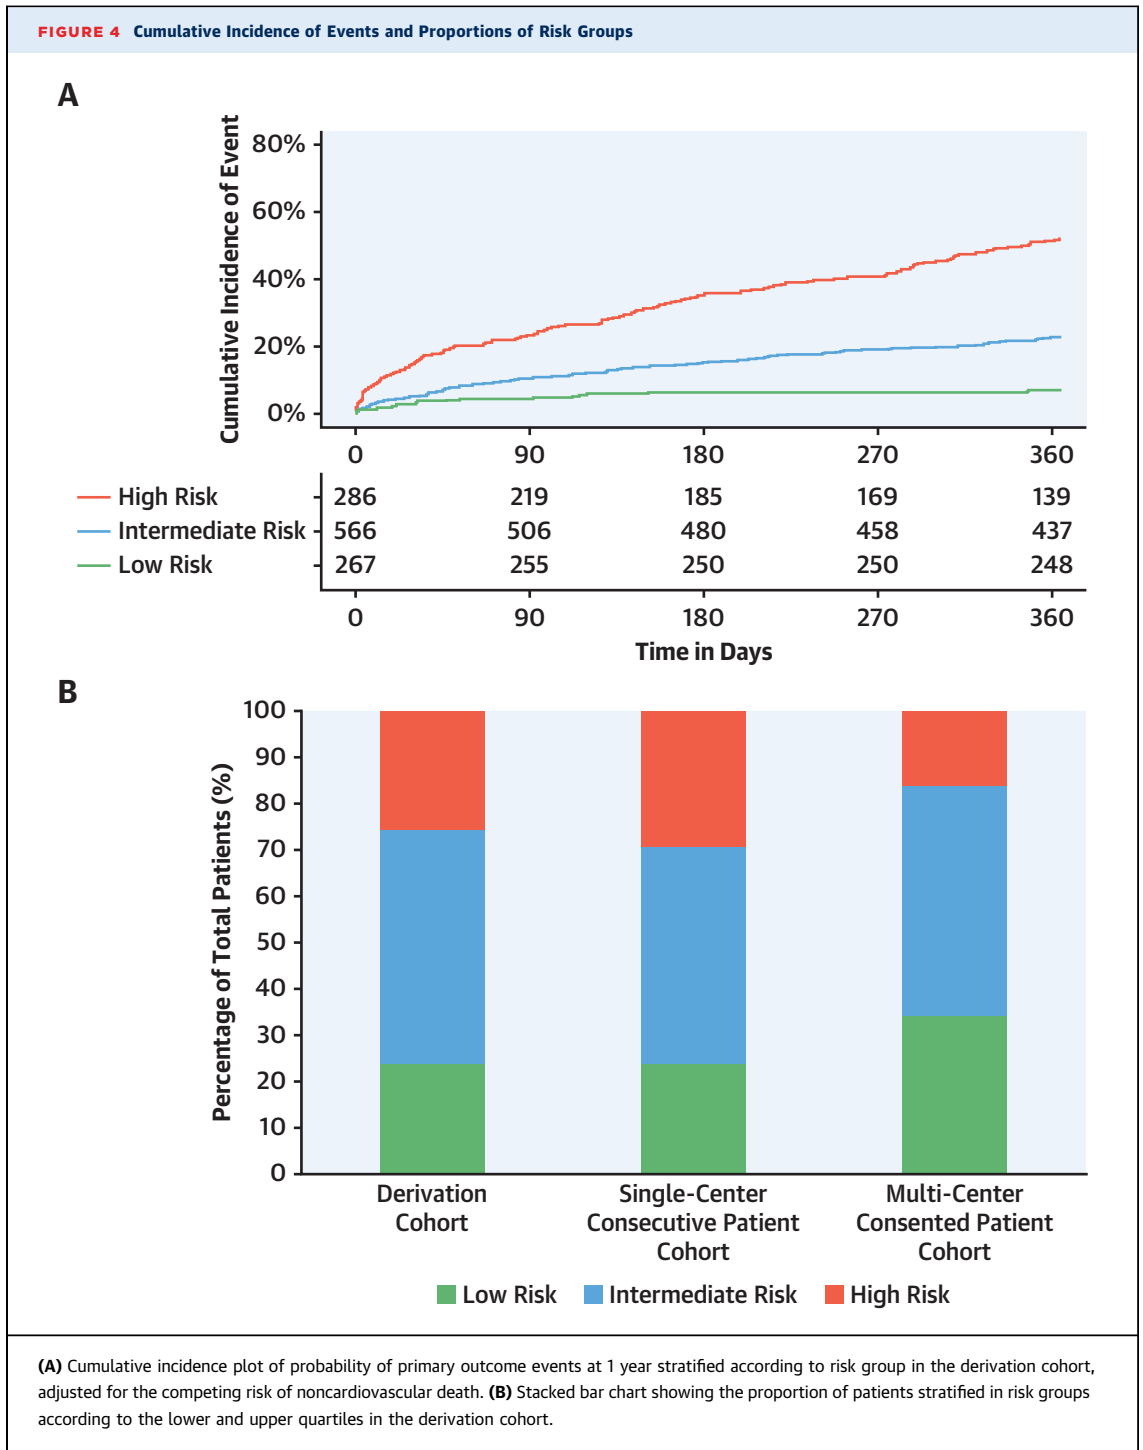 FIGURE 4 Cumulative Incidence of Events and Proportions of Risk Groups
A
Cumulative Incidence of Event
80%
60%
40%
20%
0%
0 90 180 270 360
High Risk 286 219 185 169 139
Intermediate Risk 566 506 480 458 437
Low Risk 267 255 250 250 248
0 90 180 270 360
Time in Days
B
Percentage of Total Patients (%)
100
90
80
70
60
50
40
30
20
10
0
Derivation
Cohort
Single-Center
Consecutive Patient
Cohort
Multi-Center
Consented Patient
Cohort
Low Risk Intermediate Risk High Risk
(A) Cumulative incidence plot of probability of primary outcome events at 1 year stratified according to risk group in the derivation cohort,
adjusted for the competing risk of noncardiovascular death. (B) Stacked bar chart showing the proportion of patients stratified in risk groups
according to the lower and upper quartiles in the derivation cohort.